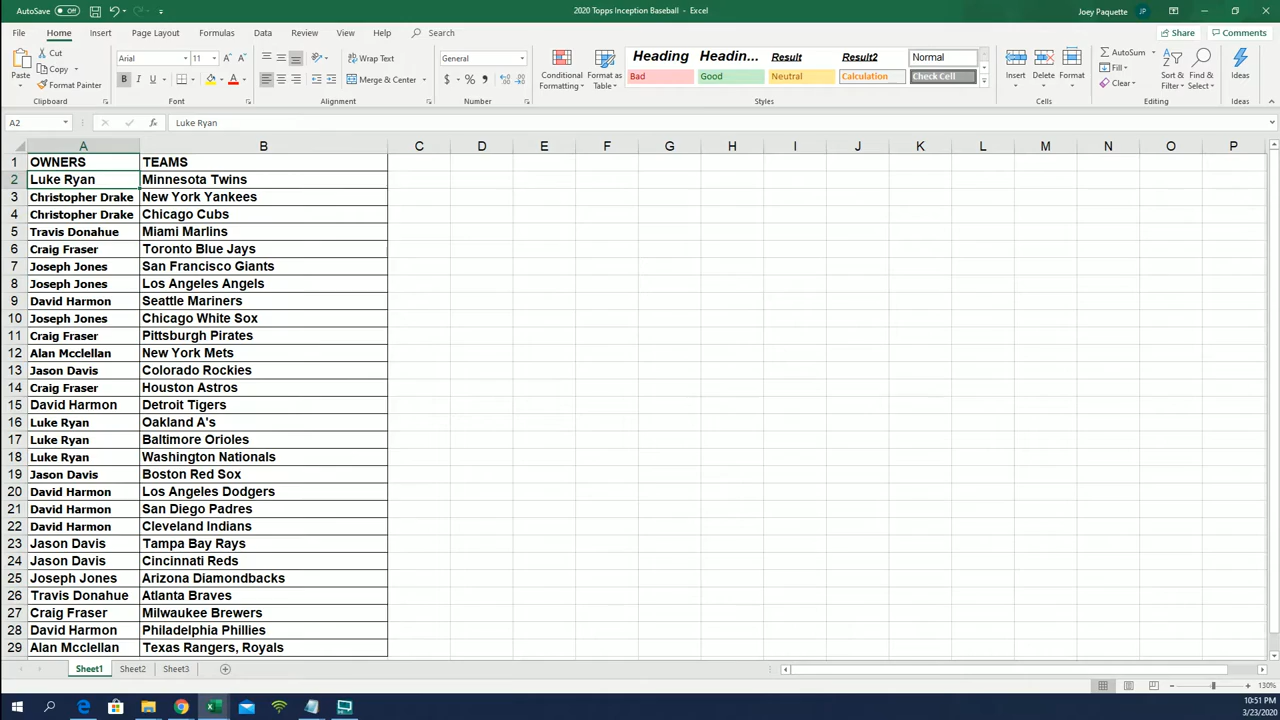 AutoSave Off 2020 Topps Inception Baseball - Excel Joey Paquette JP
File Home Insert Page Layout Formulas Data Review View Help Search Share Comments
Paste Cut Copy Format Painter Clipboard
Arial 11 A A B I U A Font
Wrap Text Merge & Center Alignment
General $ % , Number
Conditional Formatting Format as Table
Heading Headin... Result Result2 Normal
Bad Good Neutral Calculation Check Cell
Styles
Insert Delete Format Cells
AutoSum Fill Clear Sort & Filter Find & Select Editing
Ideas Ideas
A2 fx Luke Ryan
A B C D E F G H I J K L M N O P
1 OWNERS TEAMS
2 Luke Ryan Minnesota Twins
3 Christopher Drake New York Yankees
4 Christopher Drake Chicago Cubs
5 Travis Donahue Miami Marlins
6 Craig Fraser Toronto Blue Jays
7 Joseph Jones San Francisco Giants
8 Joseph Jones Los Angeles Angels
9 David Harmon Seattle Mariners
10 Joseph Jones Chicago White Sox
11 Craig Fraser Pittsburgh Pirates
12 Alan Mcclellan New York Mets
13 Jason Davis Colorado Rockies
14 Craig Fraser Houston Astros
15 David Harmon Detroit Tigers
16 Luke Ryan Oakland A's
17 Luke Ryan Baltimore Orioles
18 Luke Ryan Washington Nationals
19 Jason Davis Boston Red Sox
20 David Harmon Los Angeles Dodgers
21 David Harmon San Diego Padres
22 David Harmon Cleveland Indians
23 Jason Davis Tampa Bay Rays
24 Jason Davis Cincinnati Reds
25 Joseph Jones Arizona Diamondbacks
26 Travis Donahue Atlanta Braves
27 Craig Fraser Milwaukee Brewers
28 David Harmon Philadelphia Phillies
29 Alan Mcclellan Texas Rangers, Royals
Sheet1 Sheet2 Sheet3
130%
10:51 PM
3/23/2020